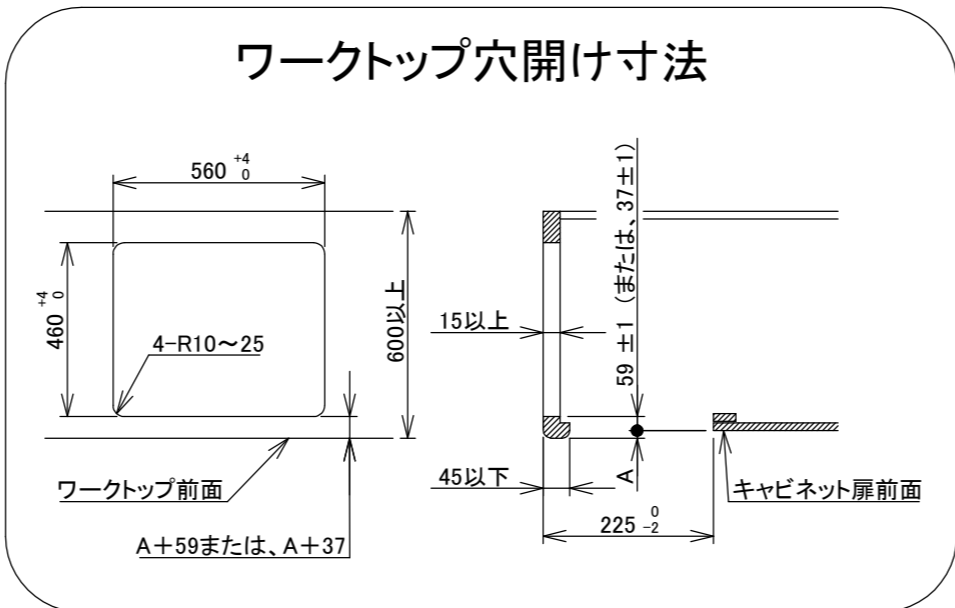 ワークトップ穴開け寸法
560 +4 0
460 +4 0
4-R10～25
600以上
ワークトップ前面
A＋59または、A＋37
15以上
59 ±1 （または、37±1）
45以下
A
225 0 -2
キャビネット扉前面